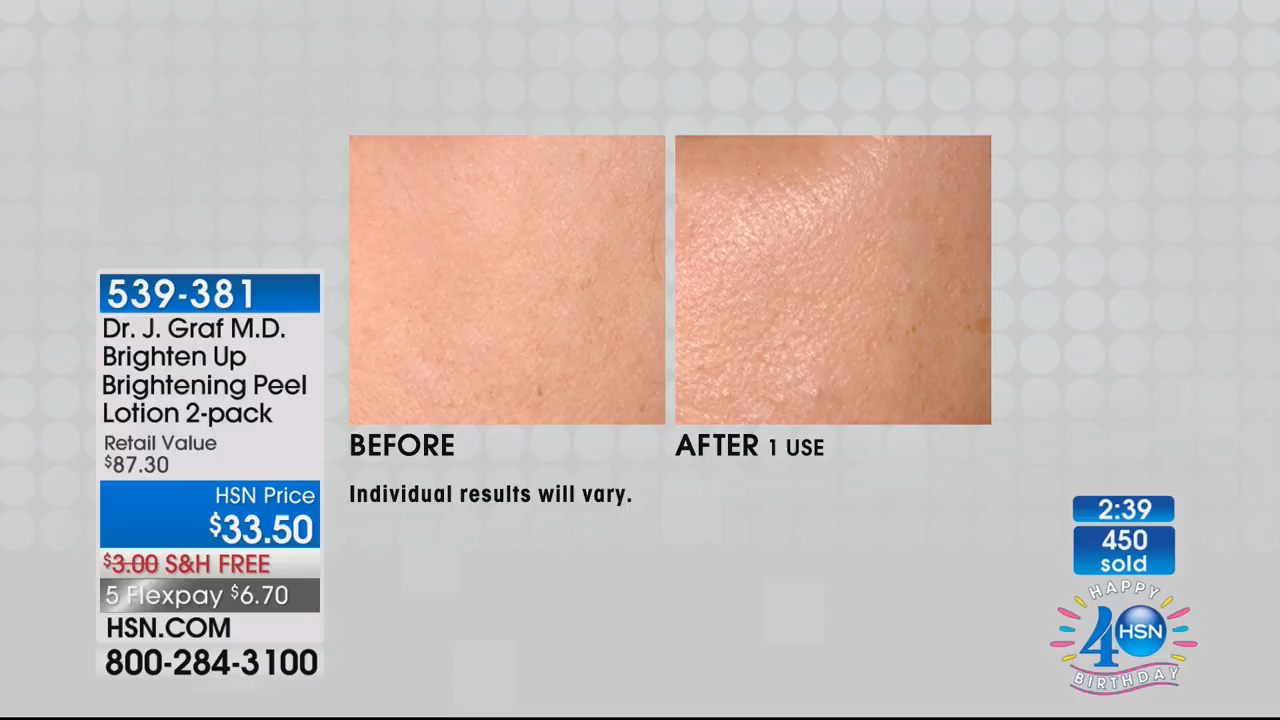 539-381
Dr. J. Graf M.D.
Brighten Up
Brightening Peel
Lotion 2-pack
Retail Value
$87.30
HSN Price
$33.50
$3.00 S&H FREE
5 Flexpay $6.70
HSN.COM
800-284-3100
BEFORE
AFTER 1 USE
Individual results will vary.
2:39
450
sold
HAPPY
40 HSN
BIRTHDAY